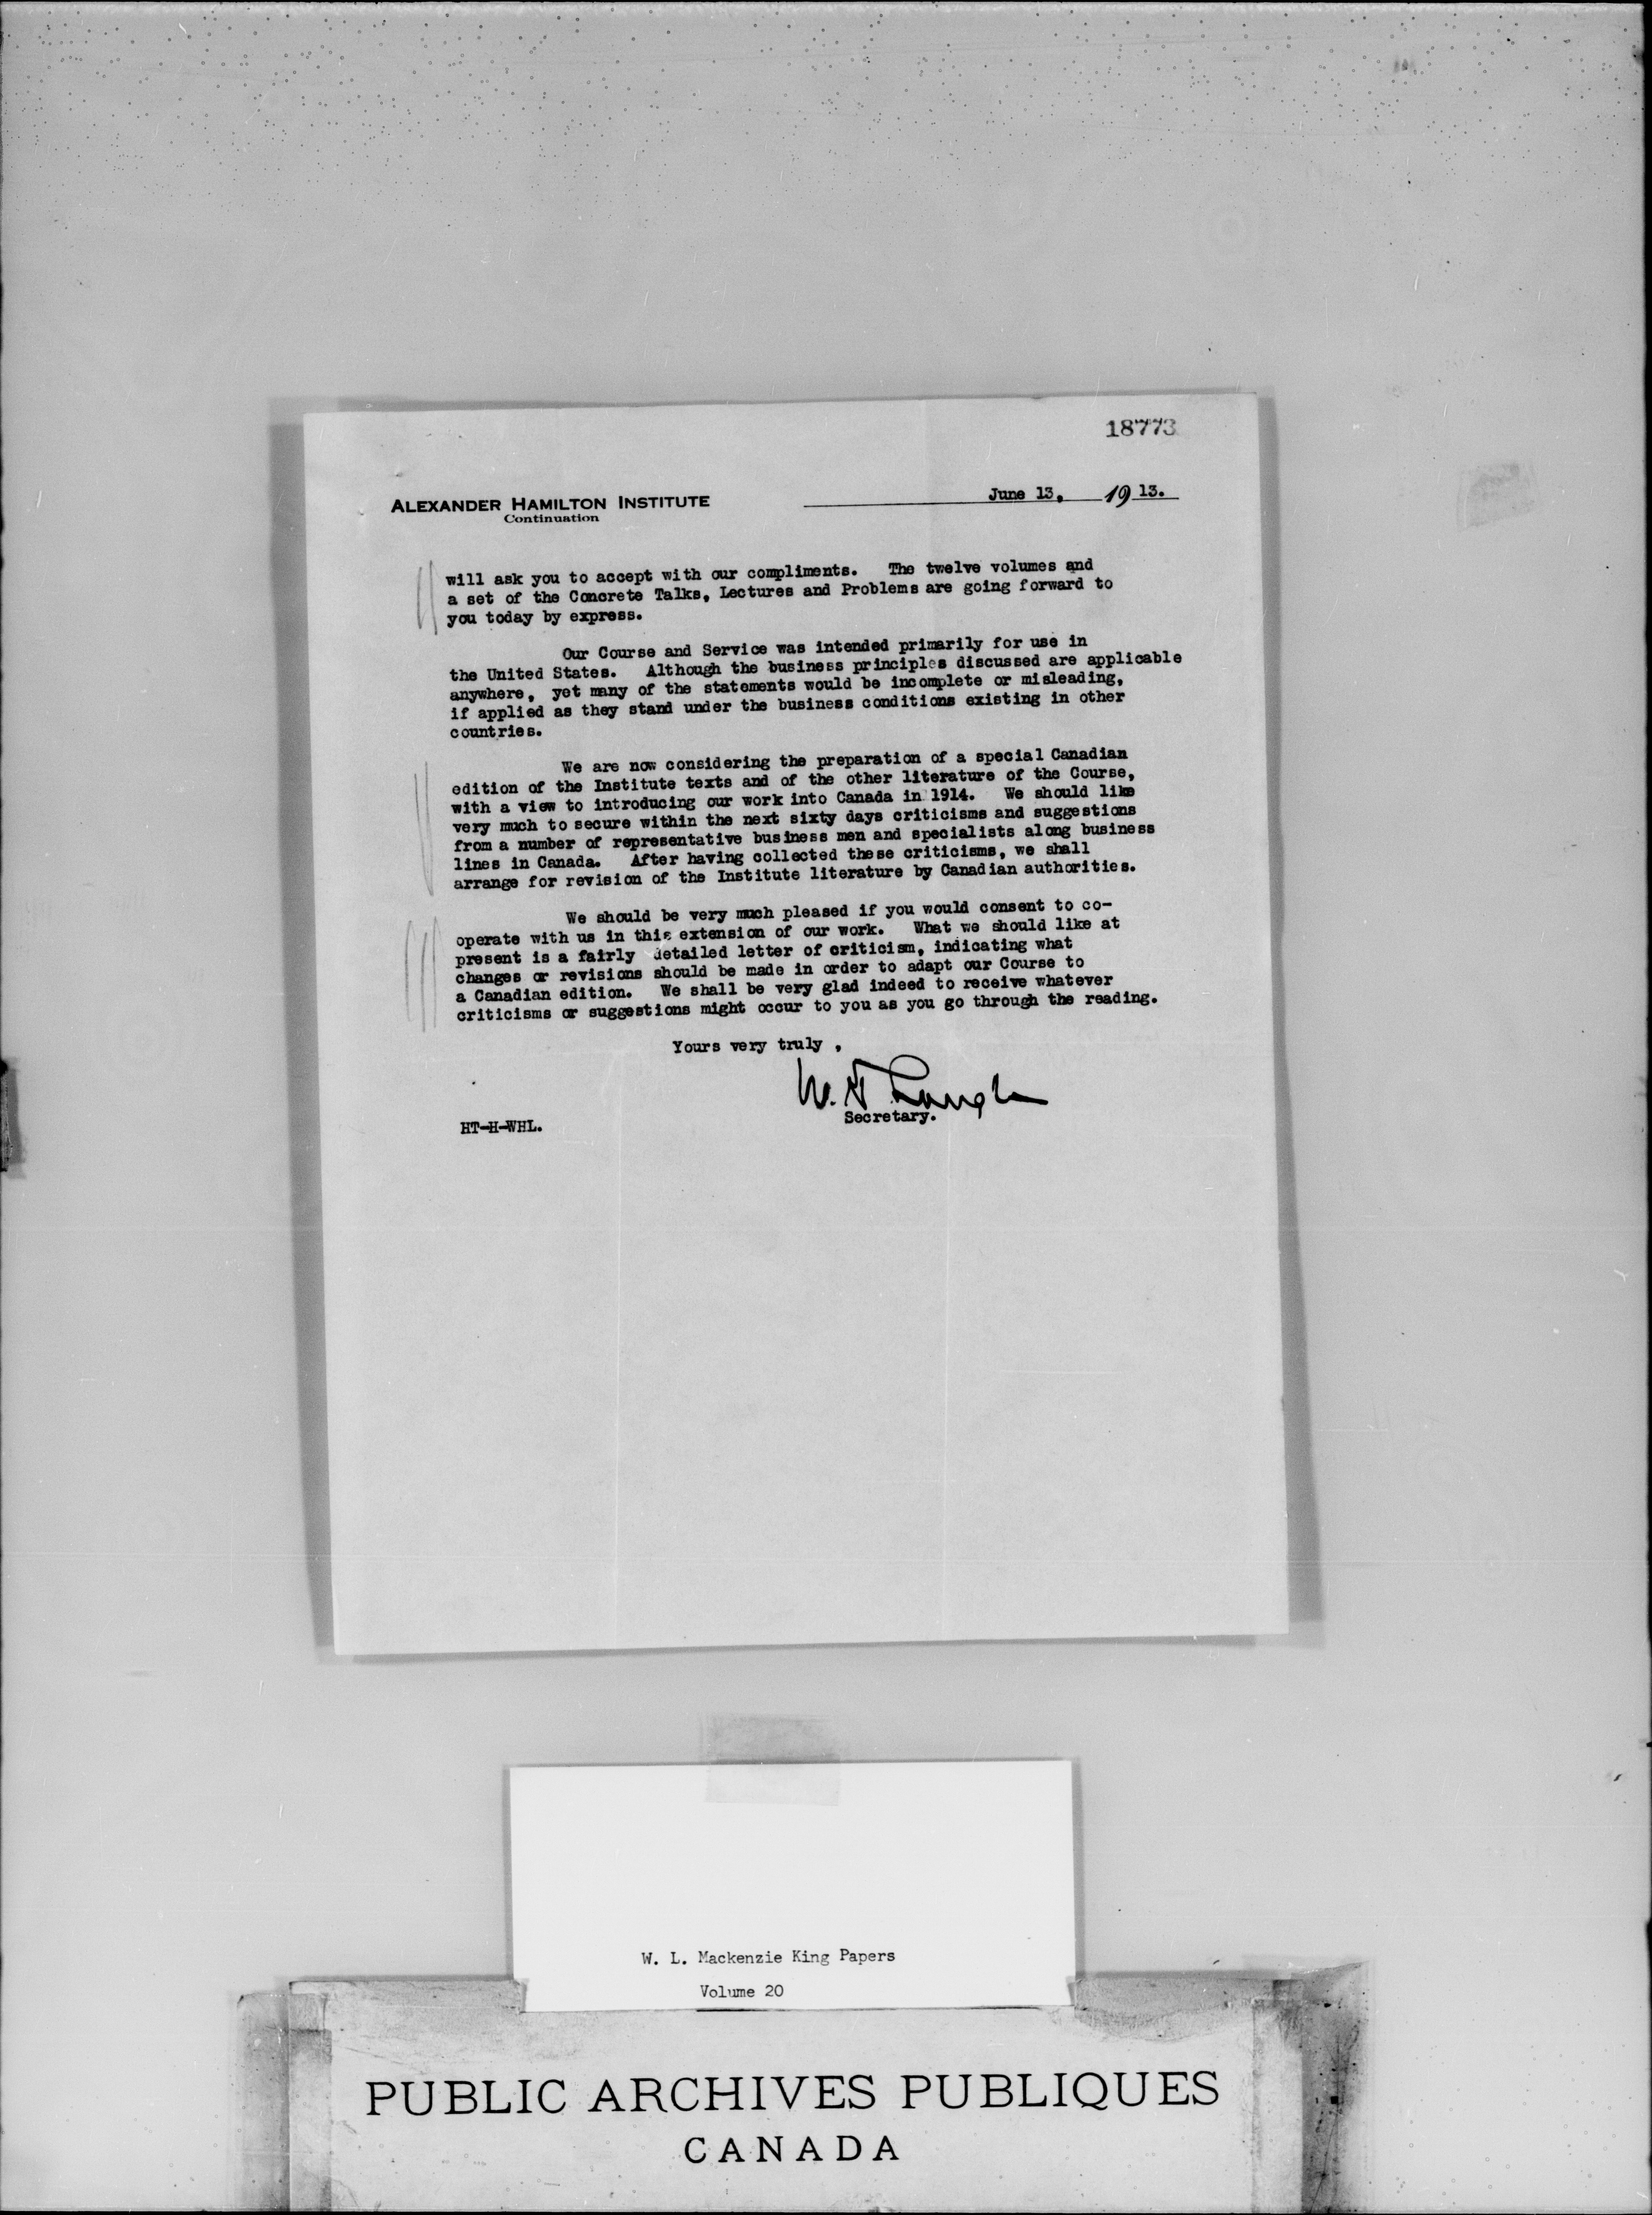 18773
ALEXANDER HAMILTON INSTITUTE
Continuation
June 13, 1913.
will ask you to accept with our compliments. The twelve volumes and
a set of the Concrete Talks, Lectures and Problems are going forward to
you today by express.
Our Course and Service was intended primarily for use in
the United States. Although the business principles discussed are applicable
anywhere, yet many of the statements would be incomplete or misleading,
if applied as they stand under the business conditions existing in other
countries.
We are now considering the preparation of a special Canadian
edition of the Institute texts and of the other literature of the Course,
with a view to introducing our work into Canada in 1914. We should like
very much to secure within the next sixty days criticisms and suggestions
from a number of representative business men and specialists along business
lines in Canada. After having collected these criticisms, we shall
arrange for revision of the Institute literature by Canadian authorities.
We should be very much pleased if you would consent to co-
operate with us in this extension of our work. What we should like at
present is a fairly detailed letter of criticism, indicating what
changes or revisions should be made in order to adapt our Course to
a Canadian edition. We shall be very glad indeed to receive whatever
criticisms or suggestions might occur to you as you go through the reading.
Yours very truly,
W. H. Lough
Secretary.
HT-H-WHL.
W. L. Mackenzie King Papers
Volume 20
PUBLIC ARCHIVES PUBLIQUES
CANADA